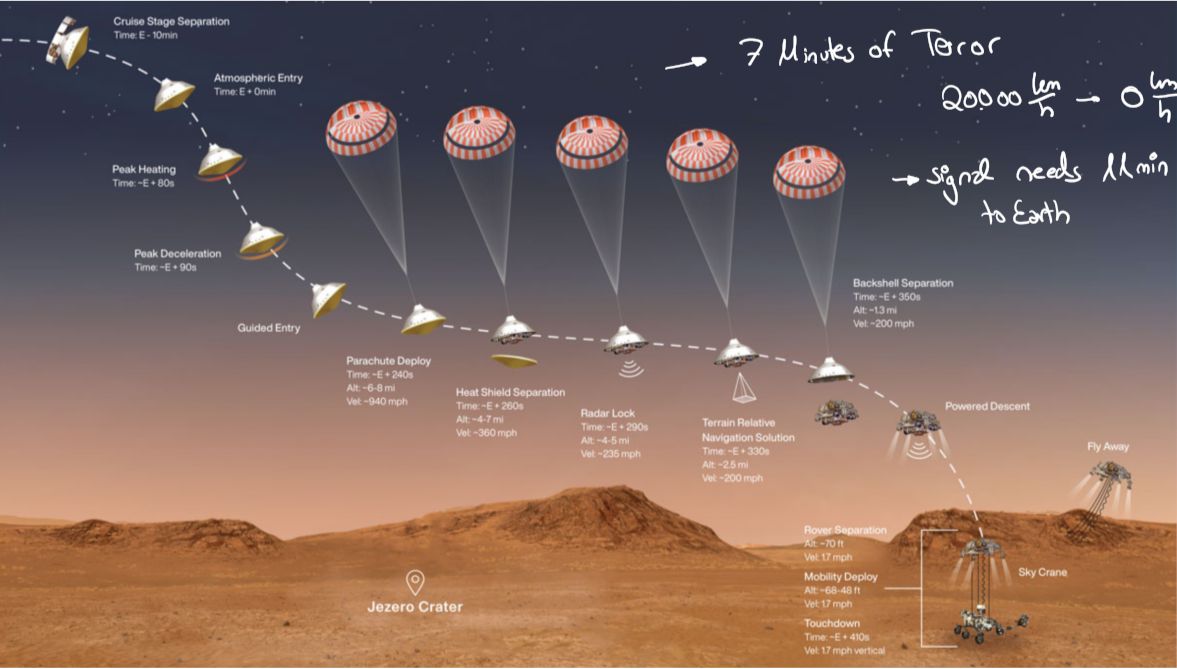 Cruise Stage Separation
Time: E - 10min
Atmospheric Entry
Time: E + 0min
Peak Heating
Time: ~E + 80s
Peak Deceleration
Time: ~E + 90s
Guided Entry
Parachute Deploy
Time: ~E + 240s
Alt: ~6-8 mi
Vel: ~940 mph
Heat Shield Separation
Time: ~E + 260s
Alt: ~4-7 mi
Vel: ~360 mph
Radar Lock
Time: ~E + 290s
Alt: ~4-5 mi
Vel: ~235 mph
Terrain Relative
Navigation Solution
Time: ~E + 330s
Alt: ~2.5 mi
Vel: ~200 mph
Backshell Separation
Time: ~E + 350s
Alt: ~1.3 mi
Vel: ~200 mph
Powered Descent
Fly Away
Rover Separation
Alt: ~70 ft
Vel: 1.7 mph
Mobility Deploy
Alt: ~68-48 ft
Vel: 1.7 mph
Touchdown
Time: ~E + 410s
Vel: 1.7 mph vertical
Sky Crane
Jezero Crater
→ 7 Minutes of Terror
20000 km/h → 0 km/h
→ signal needs 11 min
to Earth